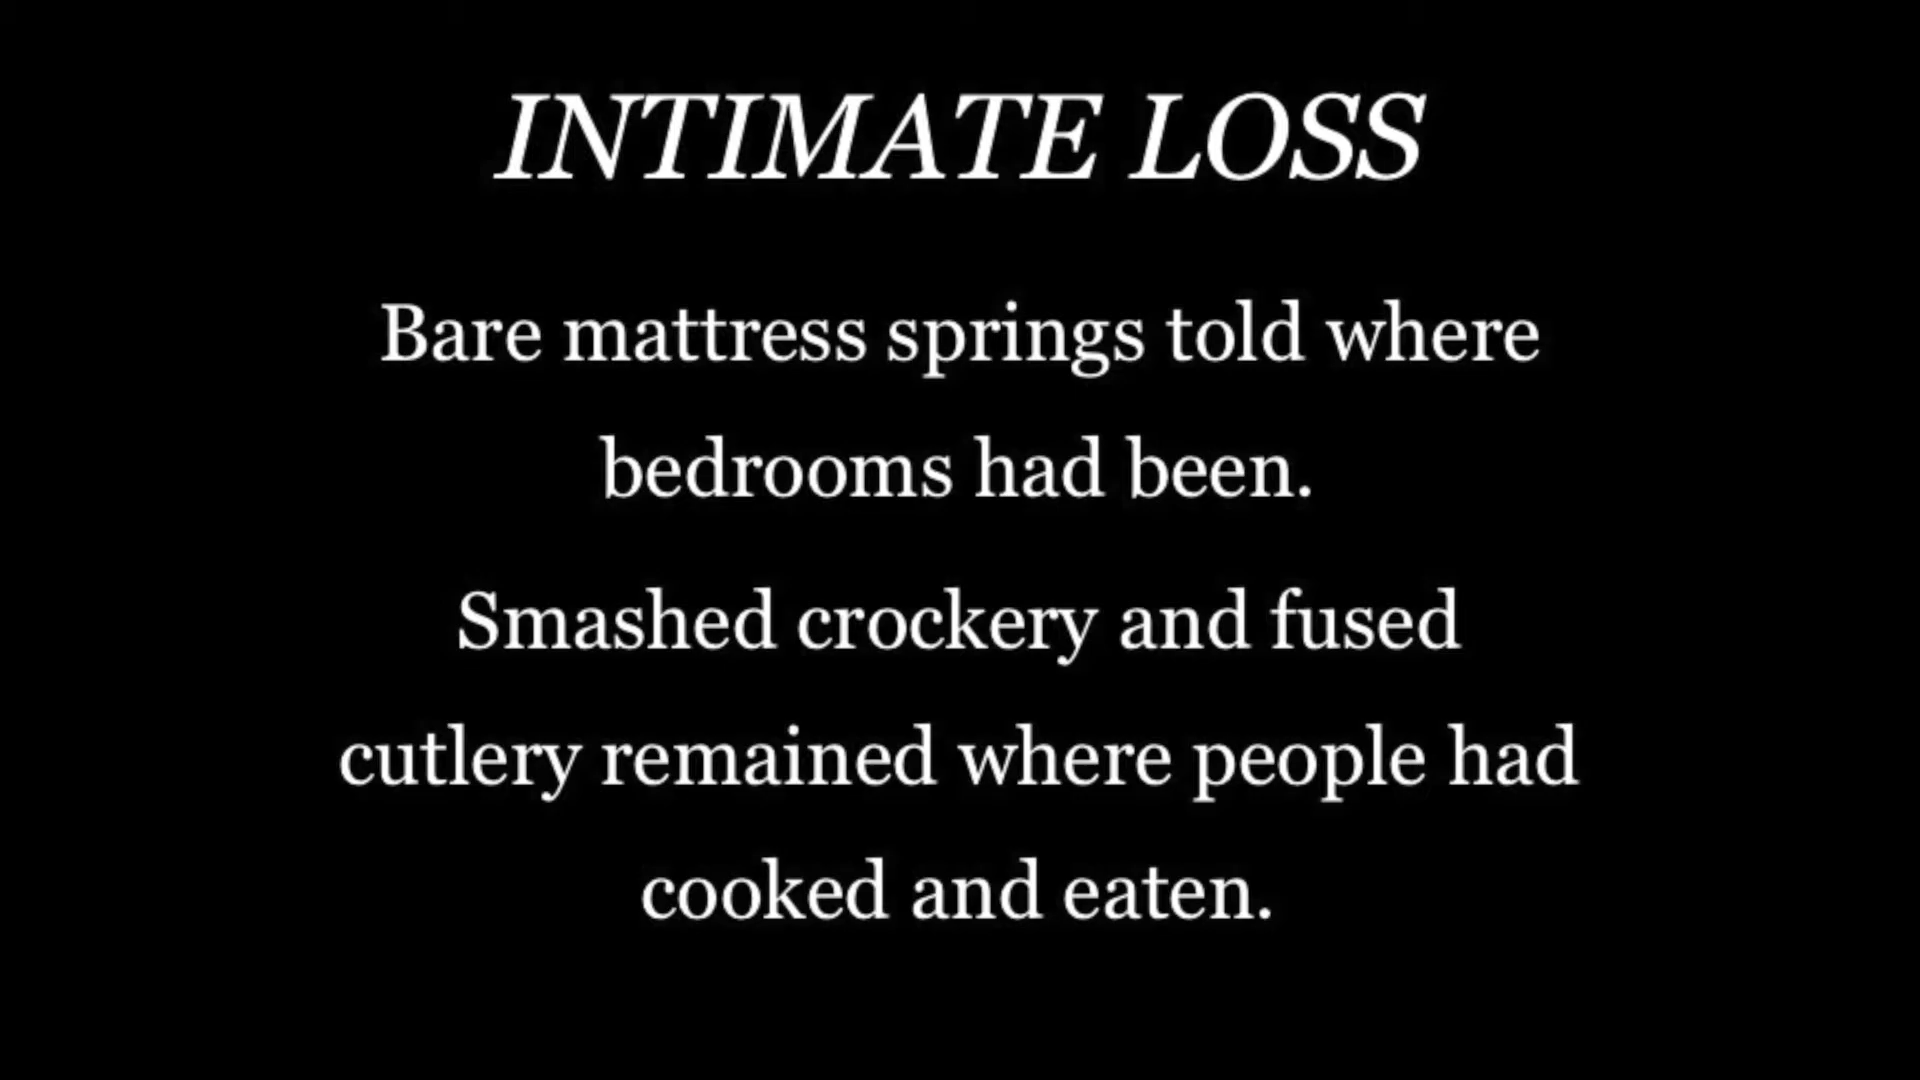 INTIMATE LOSS
Bare mattress springs told where
bedrooms had been.
Smashed crockery and fused
cutlery remained where people had
cooked and eaten.